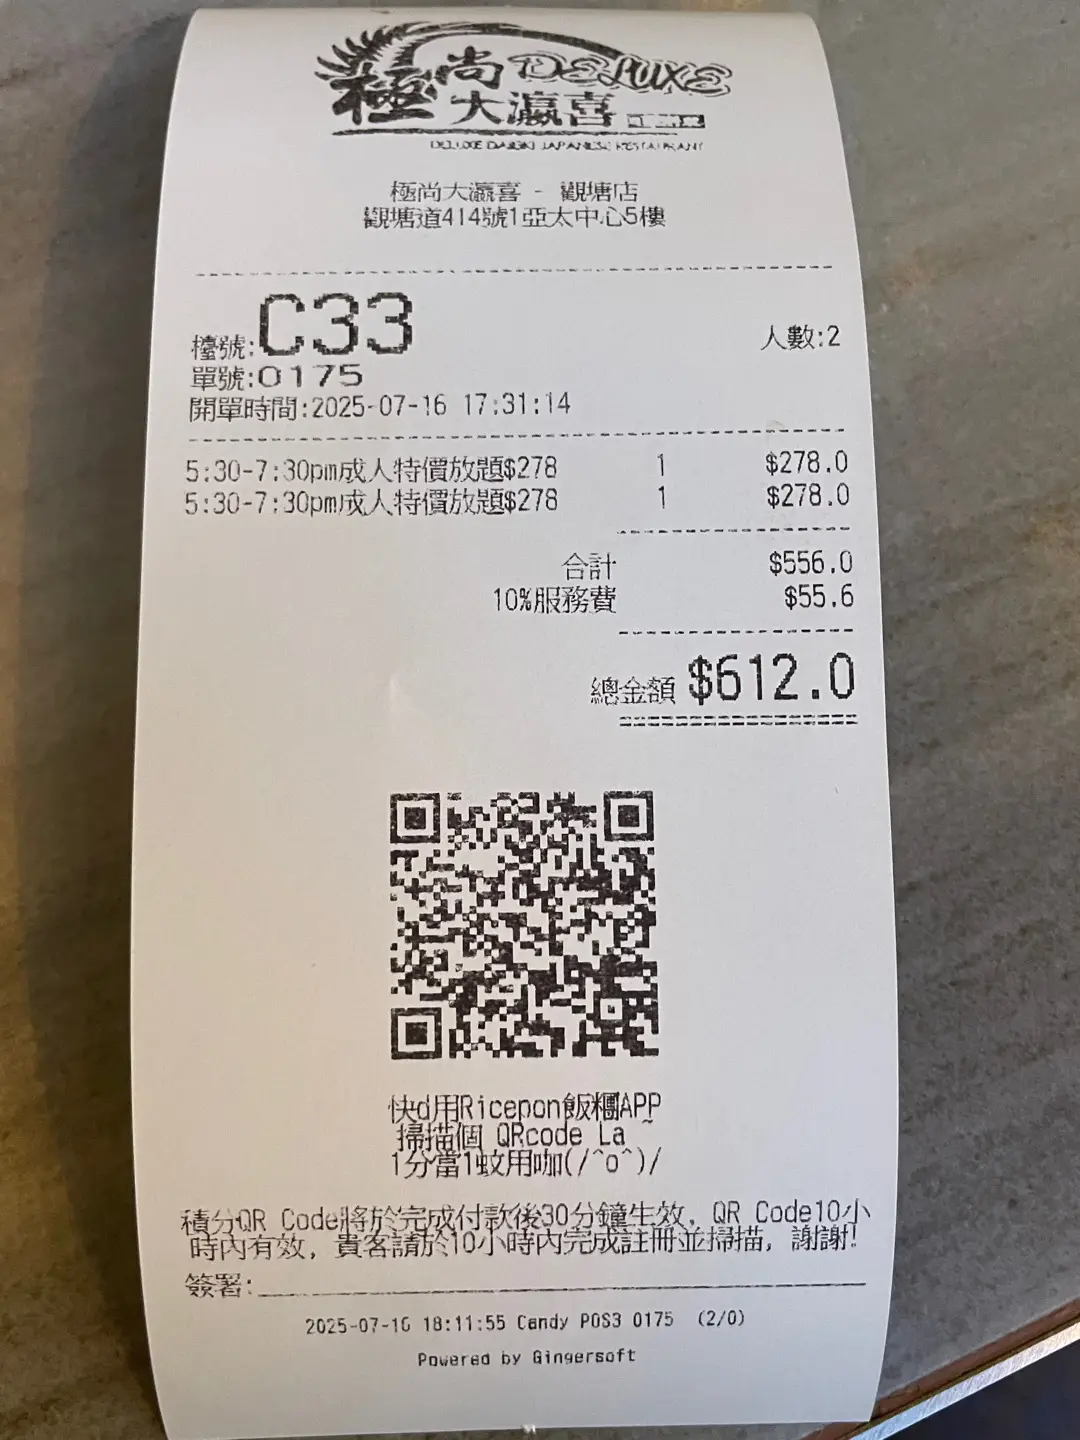 極尚 DELUXE
大瀛喜
DELUXE DAIKI JAPANESE RESTAURANT
極尚大瀛喜 - 觀塘店
觀塘道414號1亞太中心5樓
檯號:C33 人數:2
單號:0175
開單時間:2025-07-16 17:31:14
5:30-7:30pm成人特價放題$278 1 $278.0
5:30-7:30pm成人特價放題$278 1 $278.0
合計 $556.0
10%服務費 $55.6
總金額 $612.0
快d用Ricepon飯糰APP
掃描個 QRcode La ~
1分當1蚊用咖(/^o^)/
積分QR Code將於完成付款後30分鐘生效, QR Code10小
時內有效, 貴客請於10小時內完成註冊並掃描, 謝謝!
簽署:
2025-07-16 18:11:55 Candy POS3 0175 (2/0)
Powered by Gingersoft